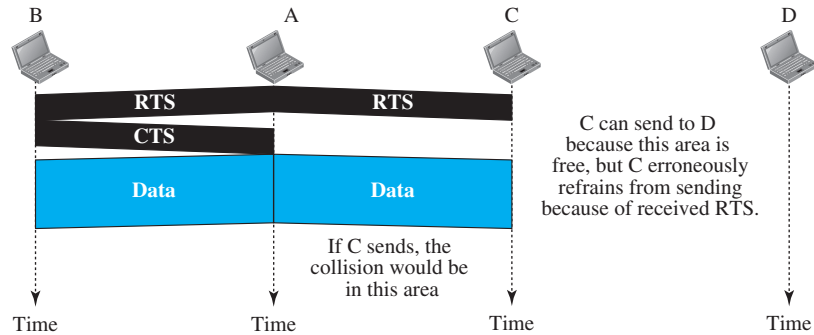 B
A
C
D
RTS
RTS
CTS
Data
Data
C can send to D
because this area is
free, but C erroneously
refrains from sending
because of received RTS.
If C sends, the
collision would be
in this area
Time
Time
Time
Time